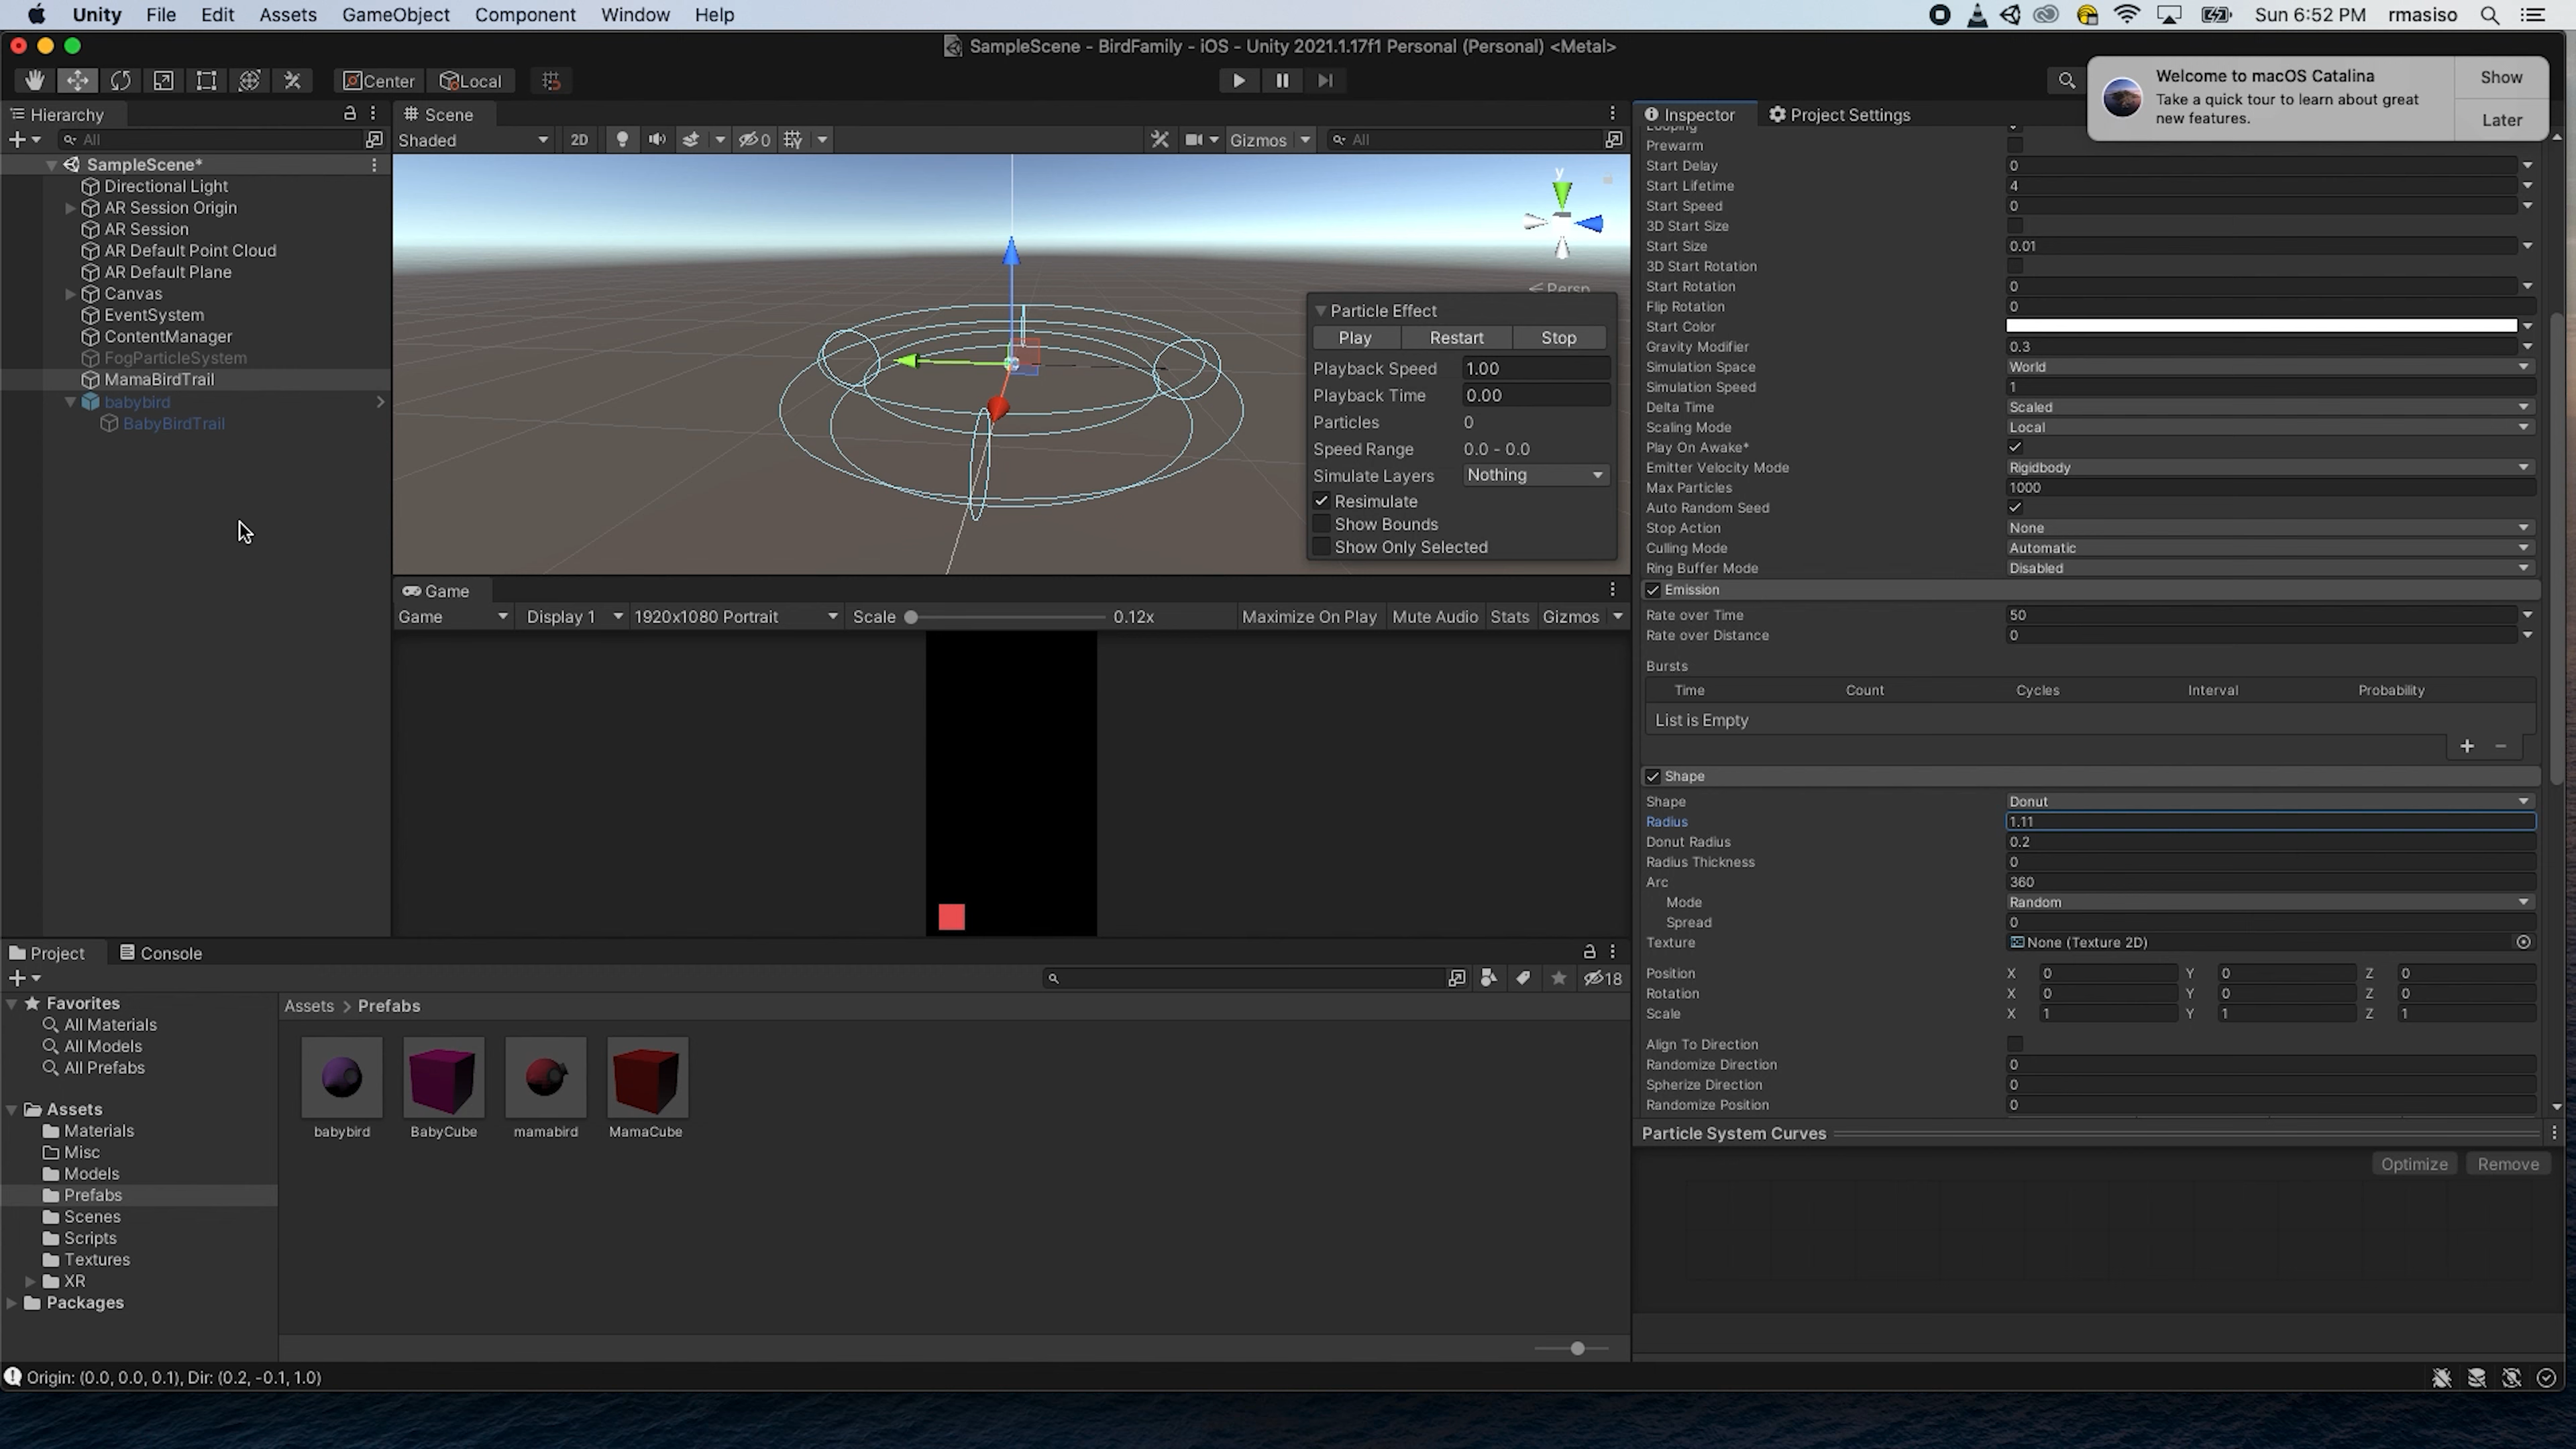 Unity File Edit Assets GameObject Component Window Help Sun 6:52 PM rmasiso
SampleScene - BirdFamily - iOS - Unity 2021.1.17f1 Personal (Personal) <Metal>
Center Local
Welcome to macOS Catalina
Take a quick tour to learn about great
new features.
Show
Later
Hierarchy
All
SampleScene*
Directional Light
AR Session Origin
AR Session
AR Default Point Cloud
AR Default Plane
Canvas
EventSystem
ContentManager
FogParticleSystem
MamaBirdTrail
babybird
BabyBirdTrail
Scene
Shaded 2D 0 Gizmos All
y
Persp
Particle Effect
Play Restart Stop
Playback Speed 1.00
Playback Time 0.00
Particles 0
Speed Range 0.0 - 0.0
Simulate Layers Nothing
Resimulate
Show Bounds
Show Only Selected
Game
Game Display 1 1920x1080 Portrait Scale 0.12x Maximize On Play Mute Audio Stats Gizmos
Project Console
18
Favorites
All Materials
All Models
All Prefabs
Assets
Materials
Misc
Models
Prefabs
Scenes
Scripts
Textures
XR
Packages
Assets > Prefabs
babybird BabyCube mamabird MamaCube
Inspector Project Settings
Looping
Prewarm
Start Delay 0
Start Lifetime 4
Start Speed 0
3D Start Size
Start Size 0.01
3D Start Rotation
Start Rotation 0
Flip Rotation 0
Start Color
Gravity Modifier 0.3
Simulation Space World
Simulation Speed 1
Delta Time Scaled
Scaling Mode Local
Play On Awake*
Emitter Velocity Mode Rigidbody
Max Particles 1000
Auto Random Seed
Stop Action None
Culling Mode Automatic
Ring Buffer Mode Disabled
Emission
Rate over Time 50
Rate over Distance 0
Bursts
Time Count Cycles Interval Probability
List is Empty
+ −
Shape
Shape Donut
Radius 1.11
Donut Radius 0.2
Radius Thickness 0
Arc 360
Mode Random
Spread 0
Texture None (Texture 2D)
Position X 0 Y 0 Z 0
Rotation X 0 Y 0 Z 0
Scale X 1 Y 1 Z 1
Align To Direction
Randomize Direction 0
Spherize Direction 0
Randomize Position 0
Particle System Curves
Optimize Remove
Origin: (0.0, 0.0, 0.1), Dir: (0.2, -0.1, 1.0)